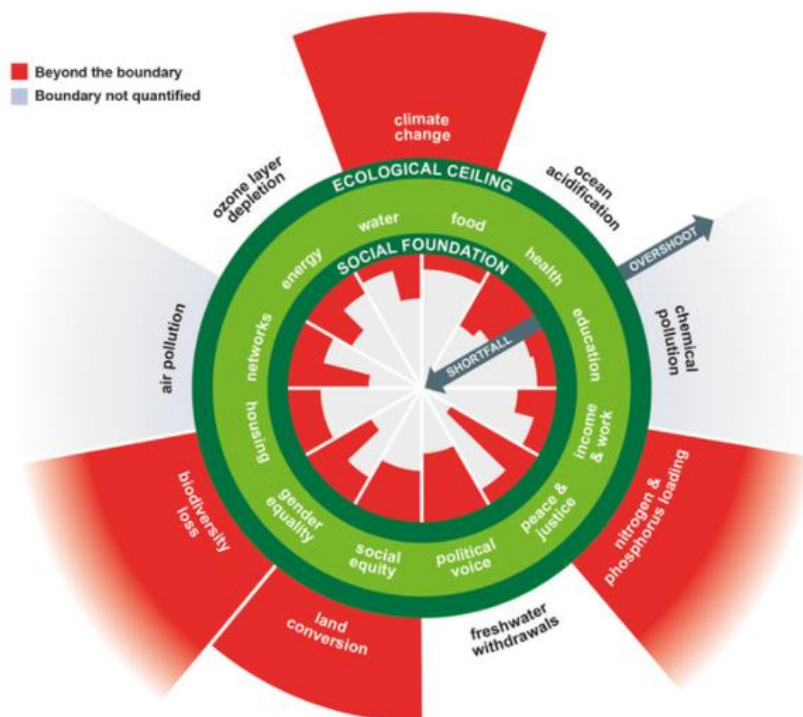 Beyond the boundary
Boundary not quantified
climate
change
ozone layer
depletion
ocean
acidification
ECOLOGICAL CEILING
water
food
energy
health
SOCIAL FOUNDATION
OVERSHOOT
SHORTFALL
air pollution
networks
education
chemical
pollution
housing
income
& work
biodiversity
loss
gender
equality
social
equity
political
voice
peace &
justice
nitrogen &
phosphorus loading
land
conversion
freshwater
withdrawals